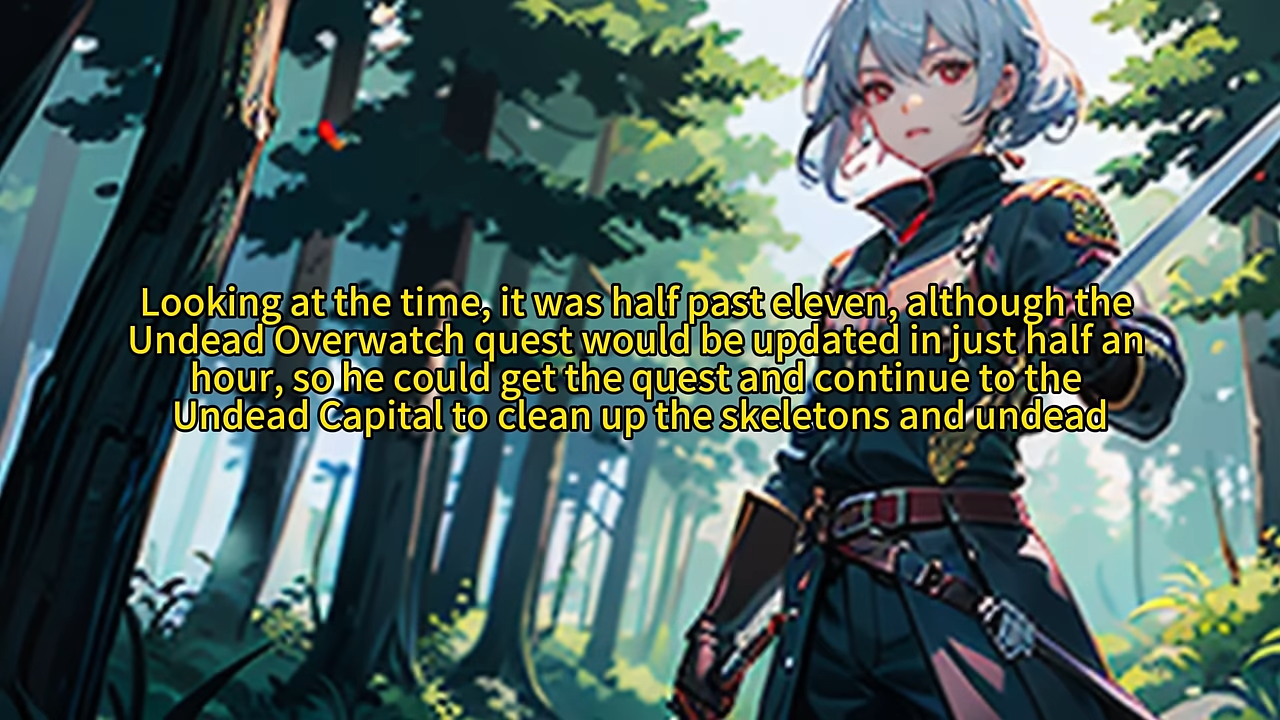 Looking at the time, it was half past eleven, although the
Undead Overwatch quest would be updated in just half an
hour, so he could get the quest and continue to the
Undead Capital to clean up the skeletons and undead